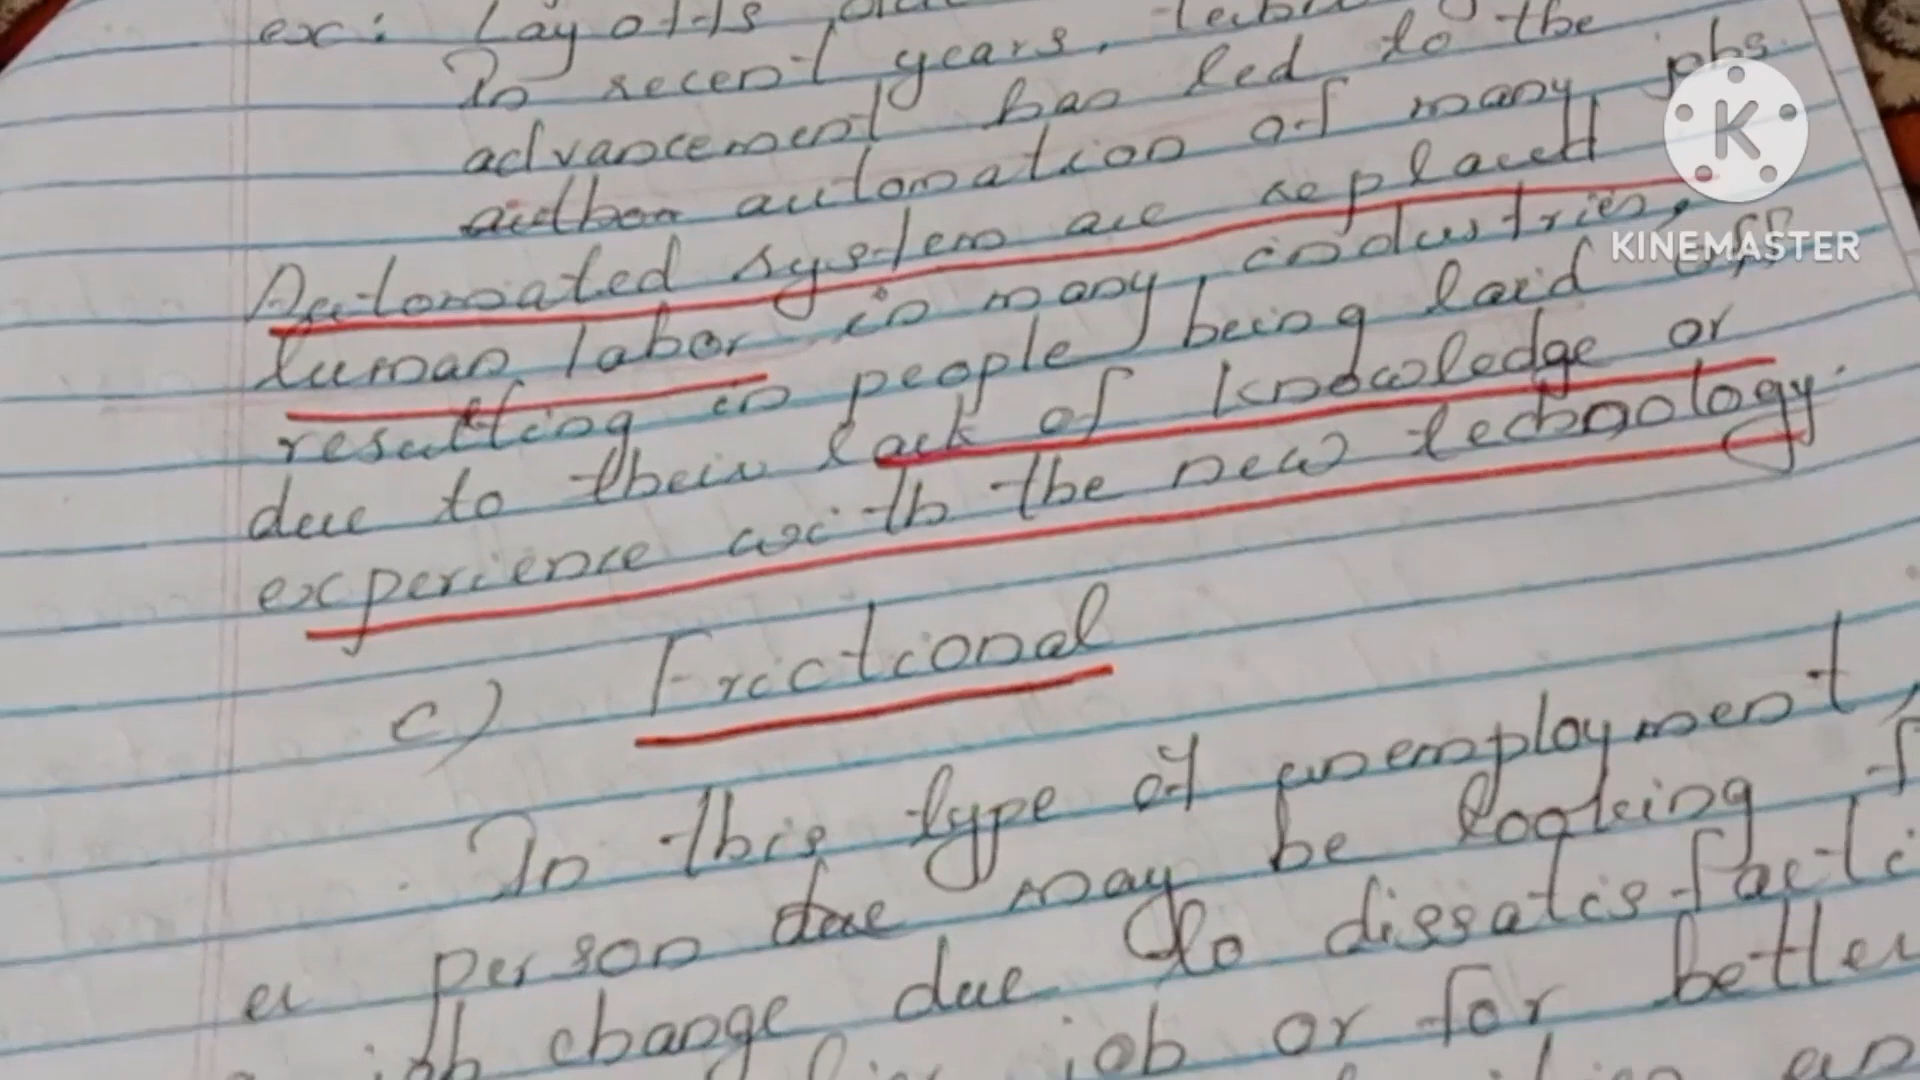 ex: Lay offs
In recent years,
advancement has led to the
automation of many jobs.
Automated system are replaced
human labor in many industries,
resulting in people being laid off
due to their lack of knowledge or
experience with the new technology.
c) Frictional
In this type of unemployment,
a person may be looking
change due to dissatisfacti
job or for better
KINEMASTER